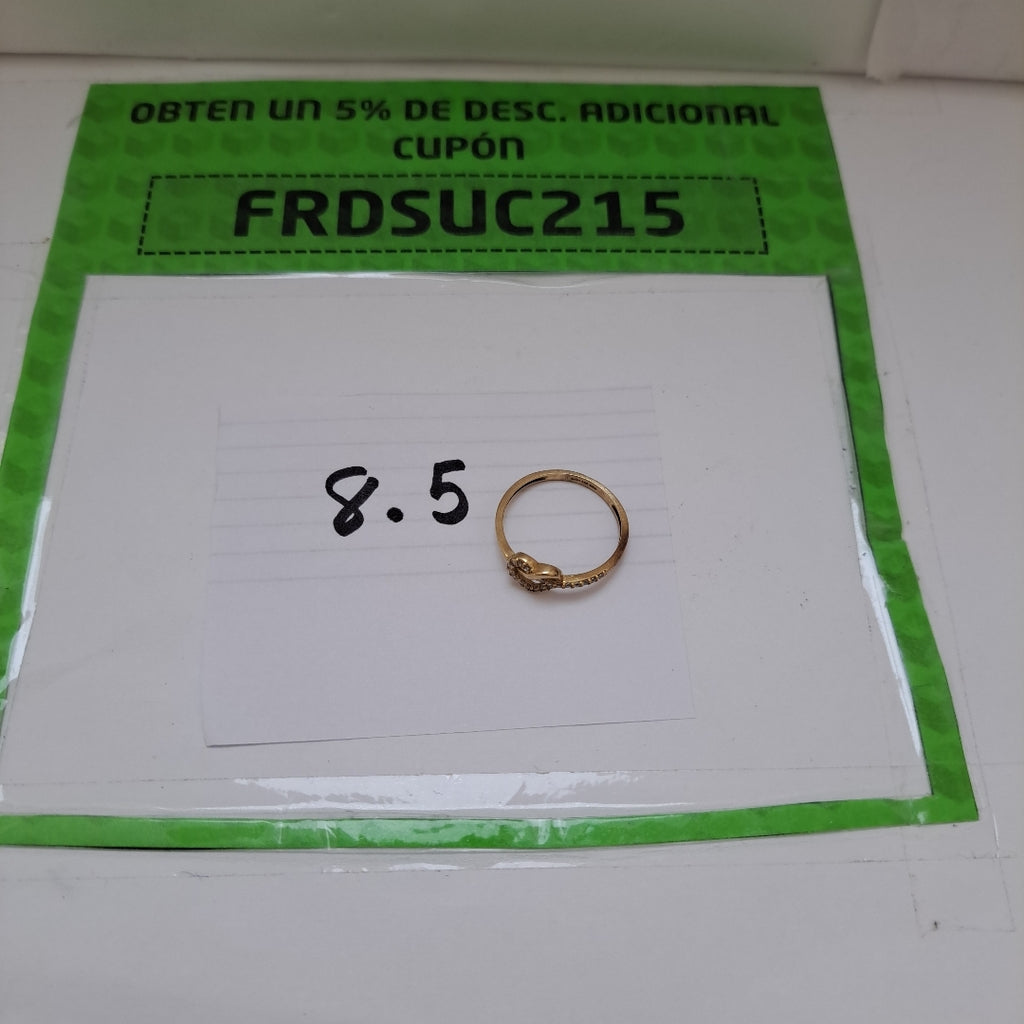 OBTEN UN 5% DE DESC. ADICIONAL
CUPÓN
FRDSUC215
8.5